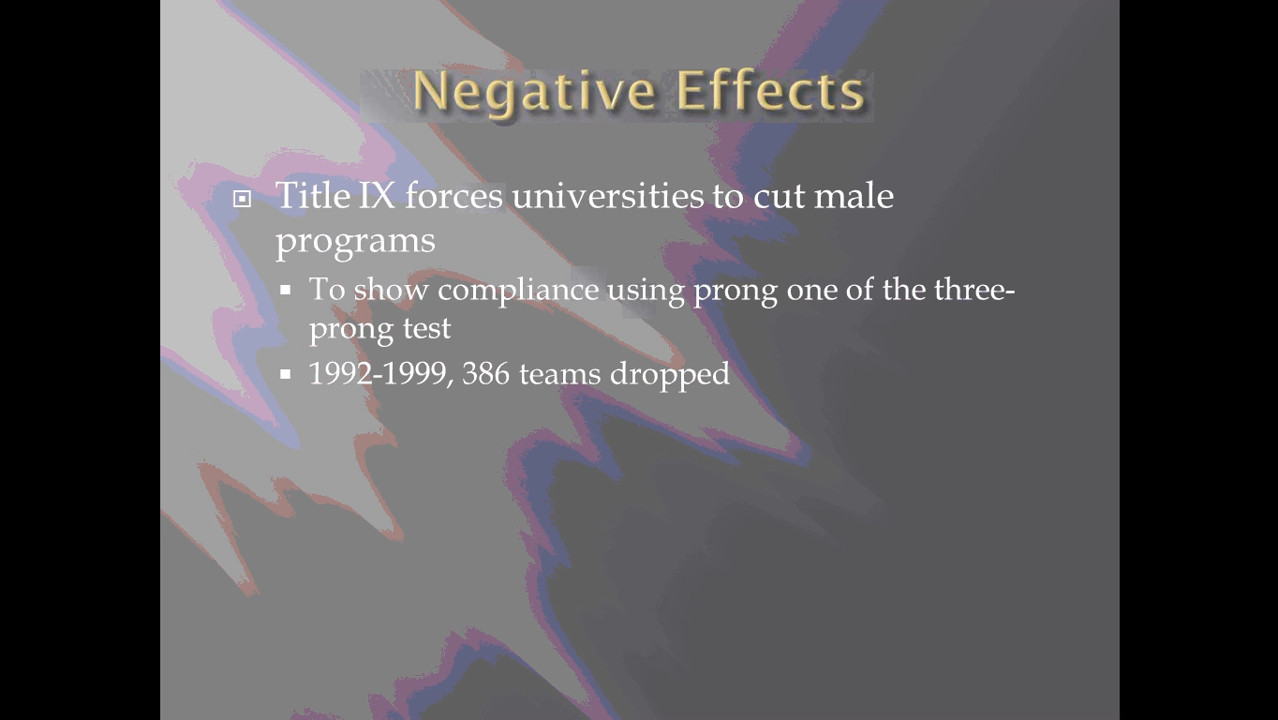 Negative Effects
Title IX forces universities to cut male
programs
To show compliance using prong one of the three-
prong test
1992-1999, 386 teams dropped